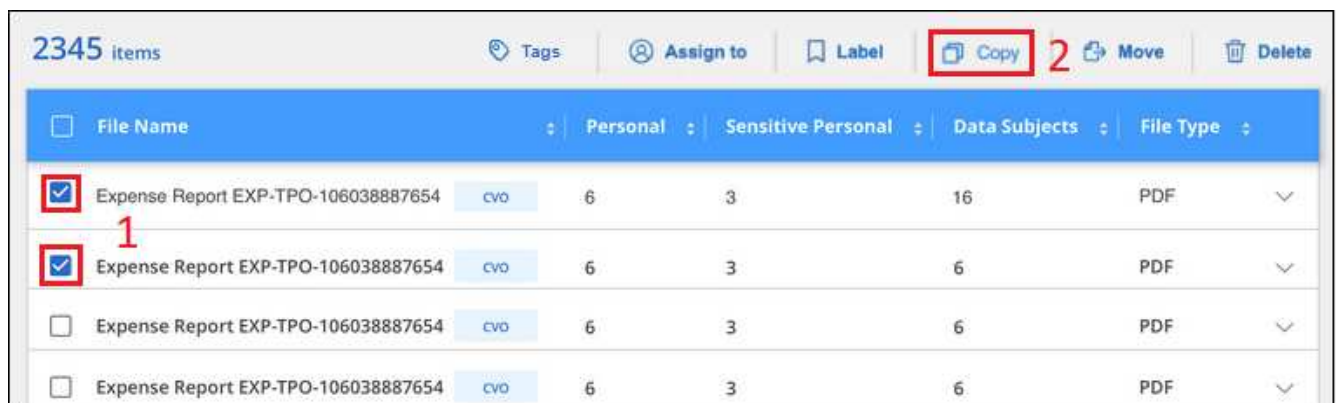 2345 items Tags Assign to Label Copy 2 Move Delete
File Name Personal Sensitive Personal Data Subjects File Type
Expense Report EXP-TPO-106038887654 CVO 6 3 16 PDF
1
Expense Report EXP-TPO-106038887654 CVO 6 3 6 PDF
Expense Report EXP-TPO-106038887654 CVO 6 3 6 PDF
Expense Report EXP-TPO-106038887654 CVO 6 3 6 PDF